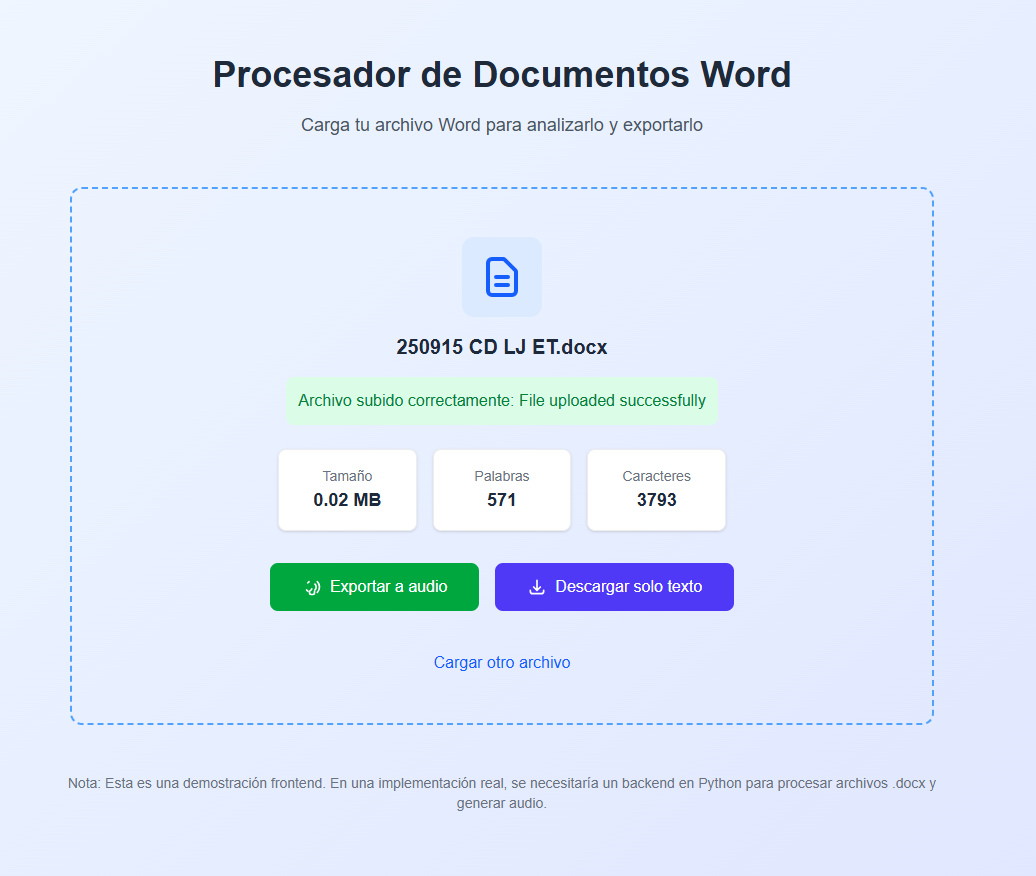 Procesador de Documentos Word
Carga tu archivo Word para analizarlo y exportarlo
250915 CD LJ ET.docx
Archivo subido correctamente: File uploaded successfully
Tamaño
0.02 MB
Palabras
571
Caracteres
3793
Exportar a audio
Descargar solo texto
Cargar otro archivo
Nota: Esta es una demostración frontend. En una implementación real, se necesitaría un backend en Python para procesar archivos .docx y
generar audio.